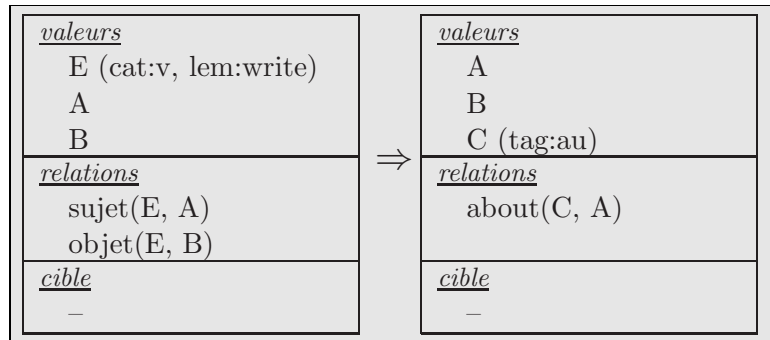 valeurs
E (cat:v, lem:write)
A
B
relations
sujet(E, A)
objet(E, B)
cible
–
⇒
valeurs
A
B
C (tag:au)
relations
about(C, A)
cible
–